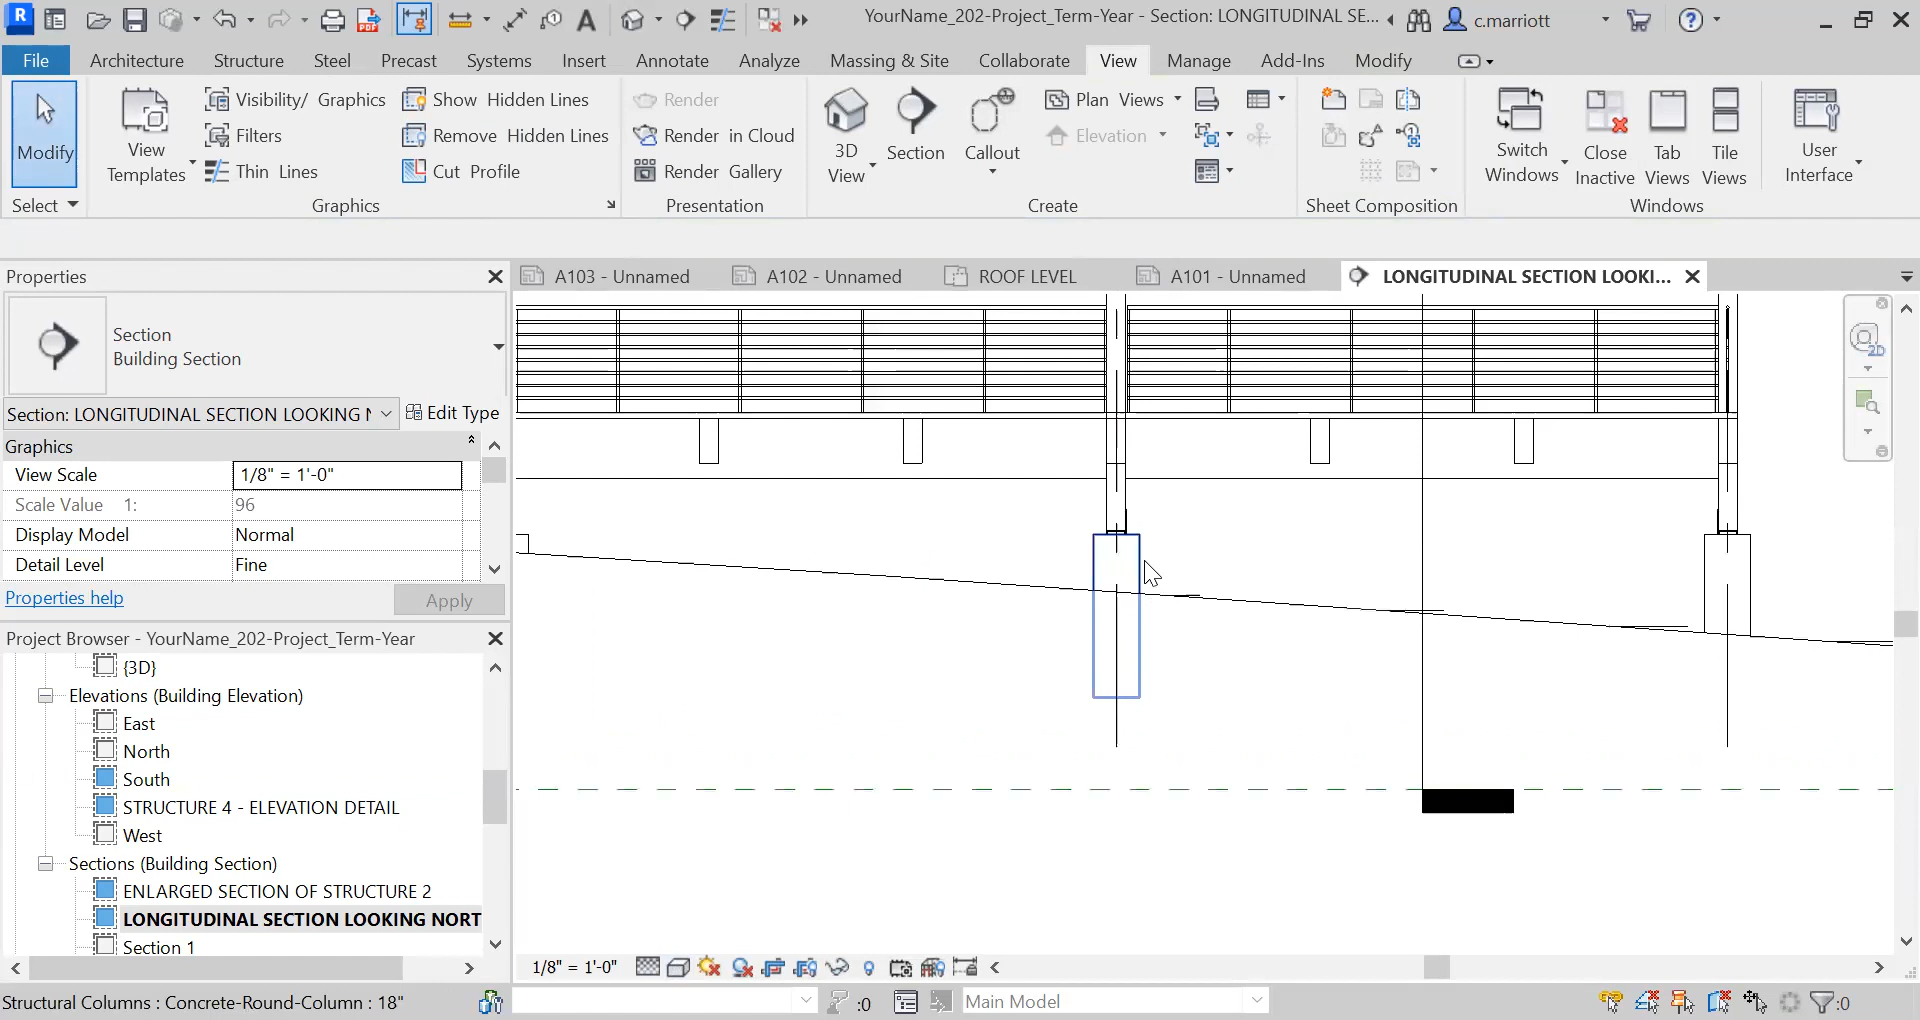 YourName_202-Project_Term-Year - Section: LONGITUDINAL SE...
c.marriott
File Architecture Structure Steel Precast Systems Insert Annotate Analyze Massing & Site Collaborate View Manage Add-Ins Modify
Modify
Select
View Templates
Visibility/ Graphics
Filters
Thin Lines
Show Hidden Lines
Remove Hidden Lines
Cut Profile
Graphics
Render
Render in Cloud
Render Gallery
Presentation
3D View
Section
Callout
Plan Views
Elevation
Create
Sheet Composition
Switch Windows
Close Inactive
Tab Views
Tile Views
Windows
User Interface
Properties
Section
Building Section
Section: LONGITUDINAL SECTION LOOKING N
Edit Type
Graphics
View Scale 1/8" = 1'-0"
Scale Value 1: 96
Display Model Normal
Detail Level Fine
Properties help
Apply
Project Browser - YourName_202-Project_Term-Year
{3D}
Elevations (Building Elevation)
East
North
South
STRUCTURE 4 - ELEVATION DETAIL
West
Sections (Building Section)
ENLARGED SECTION OF STRUCTURE 2
LONGITUDINAL SECTION LOOKING NORT
Section 1
A103 - Unnamed
A102 - Unnamed
ROOF LEVEL
A101 - Unnamed
LONGITUDINAL SECTION LOOKI...
2D
1/8" = 1'-0"
Structural Columns : Concrete-Round-Column : 18"
:0
Main Model
:0